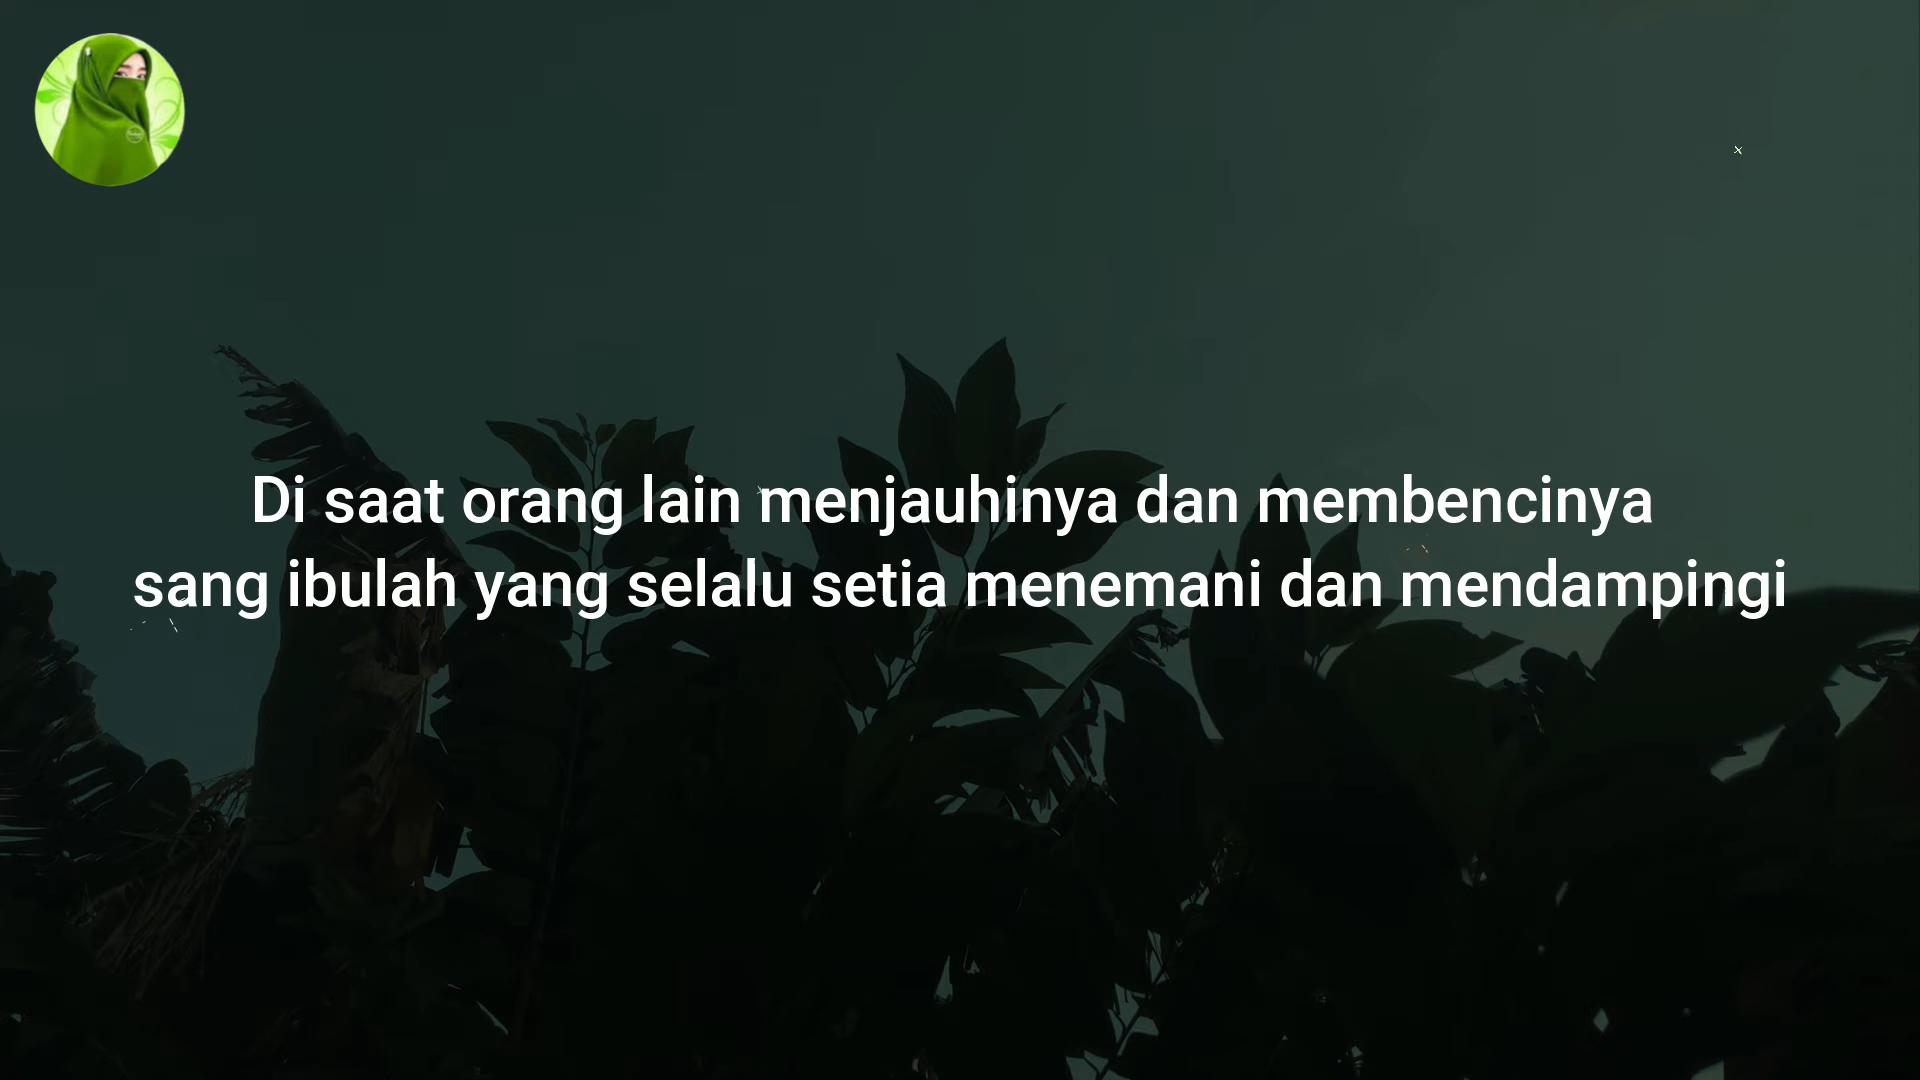 Di saat orang lain menjauhinya dan membencinya
sang ibulah yang selalu setia menemani dan mendampingi